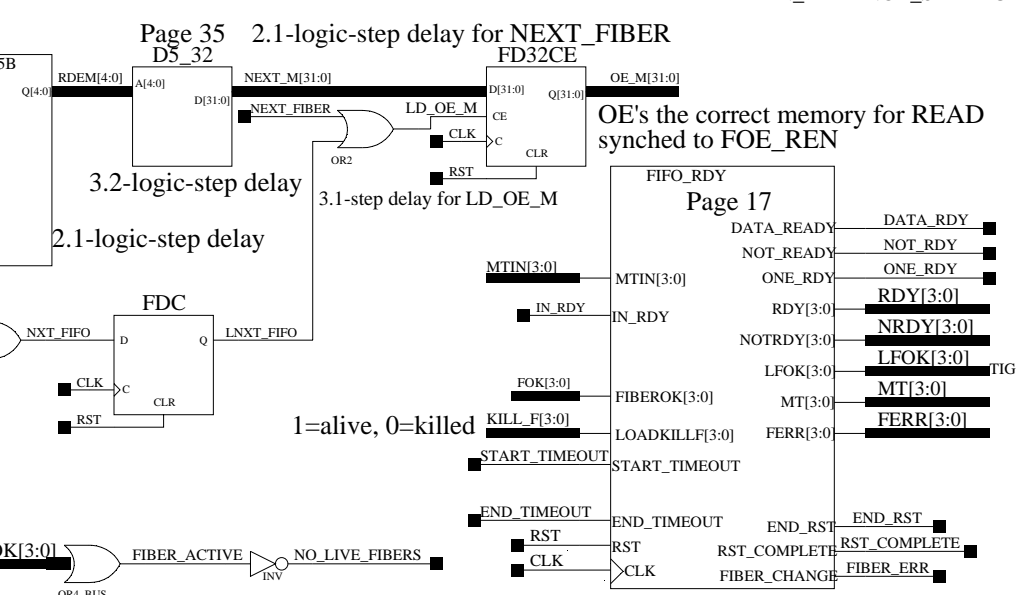 Page 35 2.1-logic-step delay for NEXT_FIBER
5B
D5_32
FD32CE
Q[4:0]
RDEM[4:0]
A[4:0]
D[31:0]
NEXT_M[31:0]
D[31:0]
Q[31:0]
OE_M[31:0]
NEXT_FIBER
LD_OE_M
CE
OE's the correct memory for READ
synched to FOE_REN
CLK
C
OR2
CLR
RST
3.2-logic-step delay
3.1-step delay for LD_OE_M
2.1-logic-step delay
FIFO_RDY
Page 17
DATA_READY
DATA_RDY
NOT_READY
NOT_RDY
MTIN[3:0]
MTIN[3:0]
ONE_RDY
ONE_RDY
IN_RDY
IN_RDY
RDY[3:0]
RDY[3:0]
NOTRDY[3:0]
NRDY[3:0]
LFOK[3:0]
LFOK[3:0]
TIG
FOK[3:0]
FIBEROK[3:0]
MT[3:0]
MT[3:0]
1=alive, 0=killed
KILL_F[3:0]
LOADKILLF[3:0]
FERR[3:0]
FERR[3:0]
START_TIMEOUT
START_TIMEOUT
FDC
NXT_FIFO
D
Q
LNXT_FIFO
CLK
C
CLR
RST
END_TIMEOUT
END_TIMEOUT
END_RST
END_RST
RST
RST
RST_COMPLETE
RST_COMPLETE
CLK
CLK
FIBER_CHANGE
FIBER_ERR
OK[3:0]
FIBER_ACTIVE
INV
NO_LIVE_FIBERS
OR4_BUS